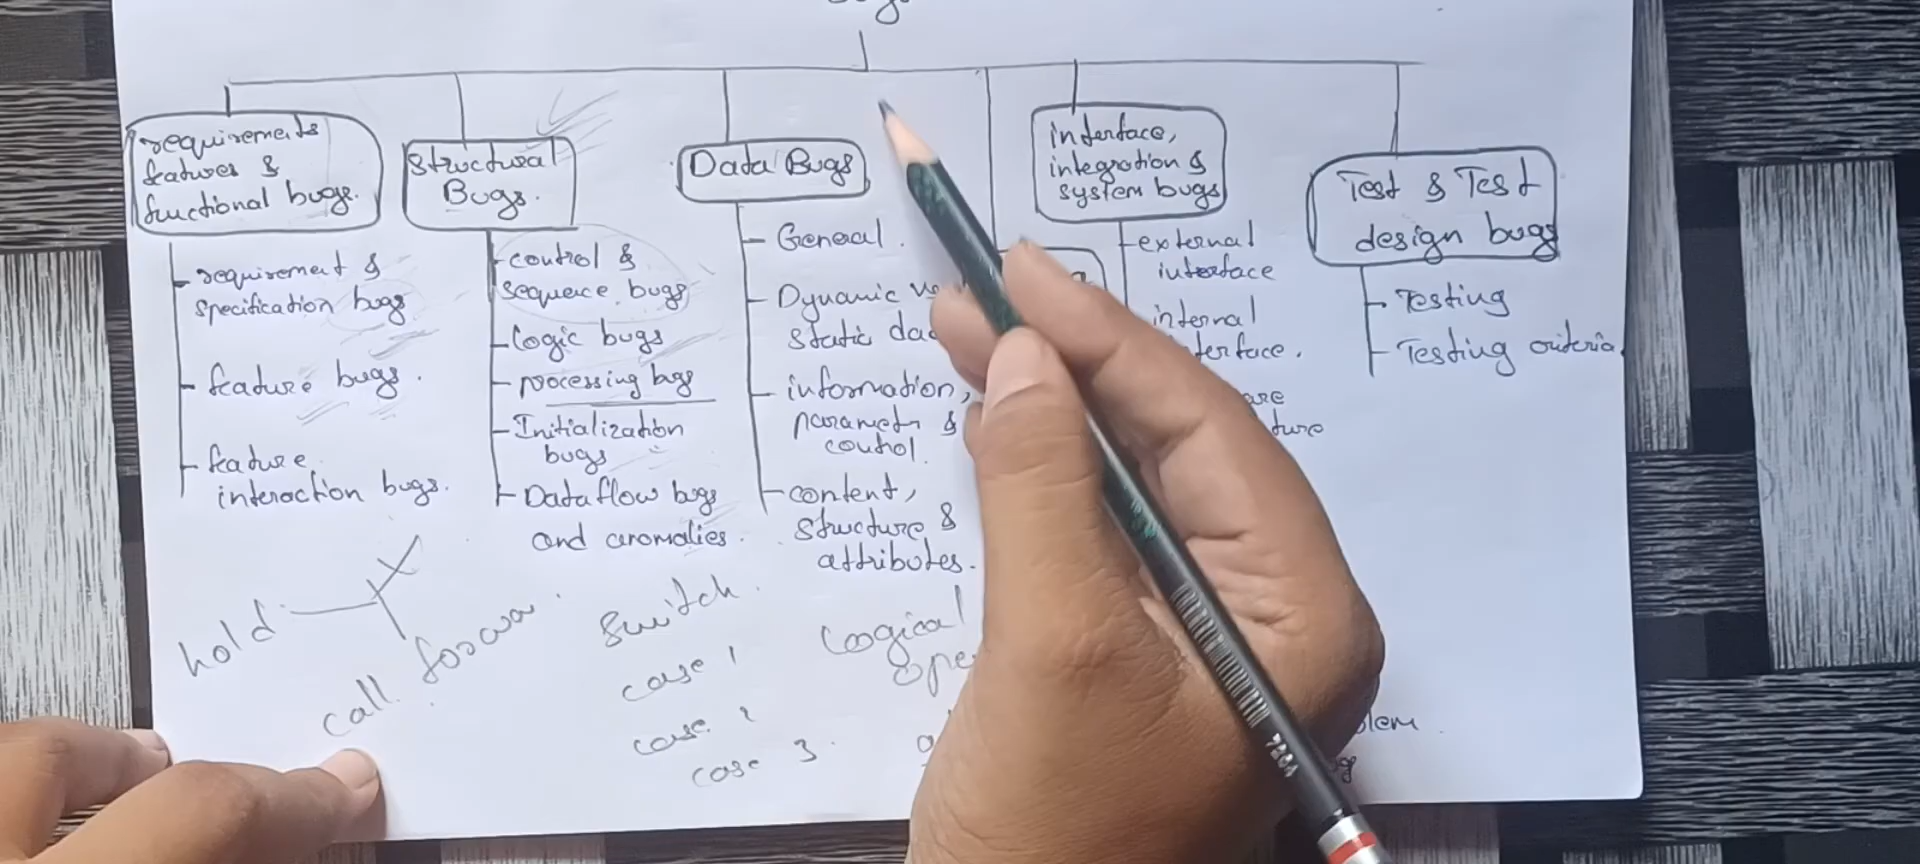 requirements
features &
functional bugs.
requirement &
specification bugs
feature bugs.
feature
interaction bugs.
Structural
Bugs.
control &
sequence bugs
Logic bugs
processing bugs
Initialization
bugs
Data flow bugs
and anomalies.
Data Bugs
General.
Dynamic
static
information,
control.
content,
structure &
attributes.
interface,
integration &
system bugs
external
interface
internal
Test & Test
design bugs
Testing
Testing criteria
hold
call
switch
case 1
case 2
case 3
Logical
7284